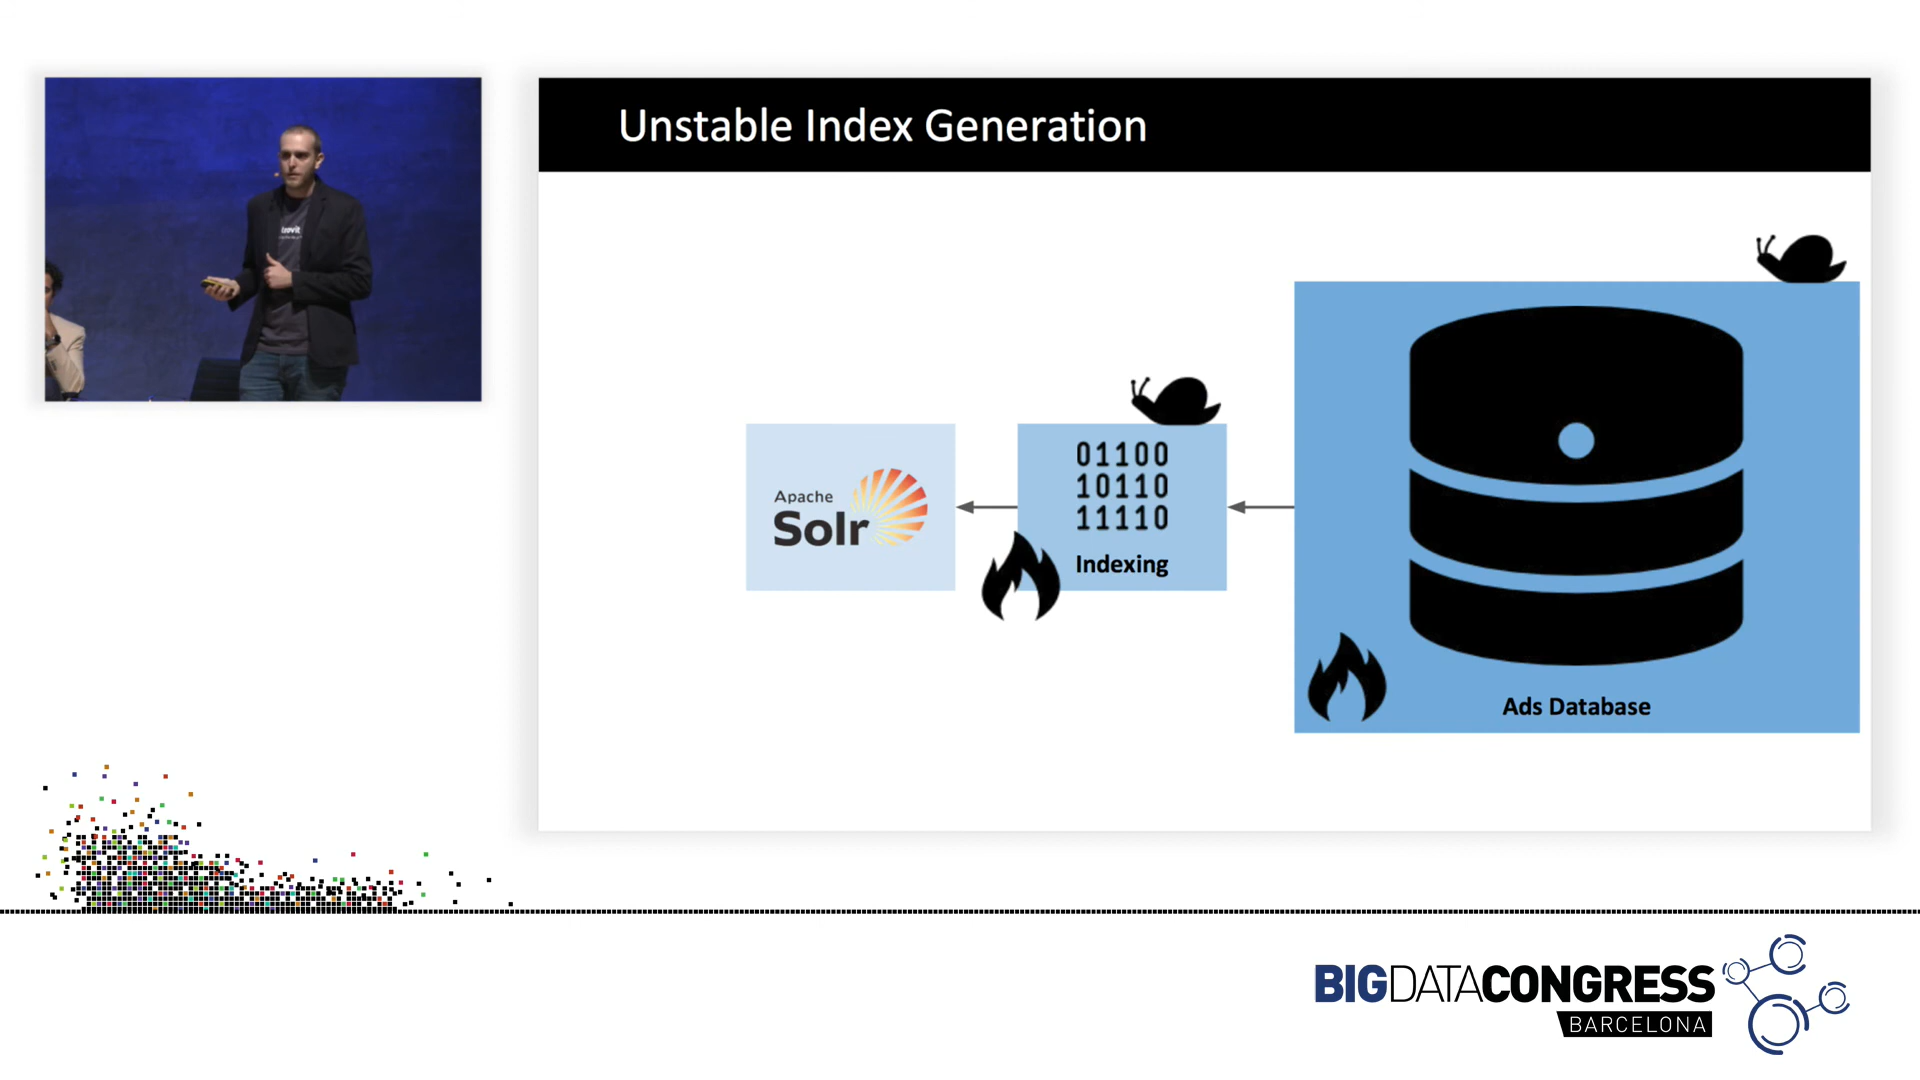 Unstable Index Generation
Apache
Solr
01100
10110
11110
Indexing
Ads Database
BIGDATACONGRESS
BARCELONA